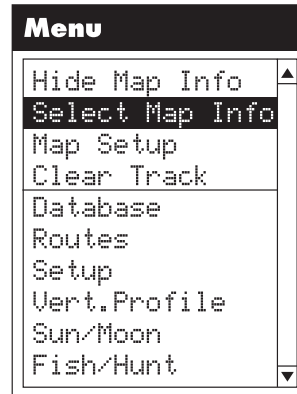 Menu
Hide Map Info
Select Map Info
Map Setup
Clear Track
Database
Routes
Setup
Vert.Profile
Sun/Moon
Fish/Hunt